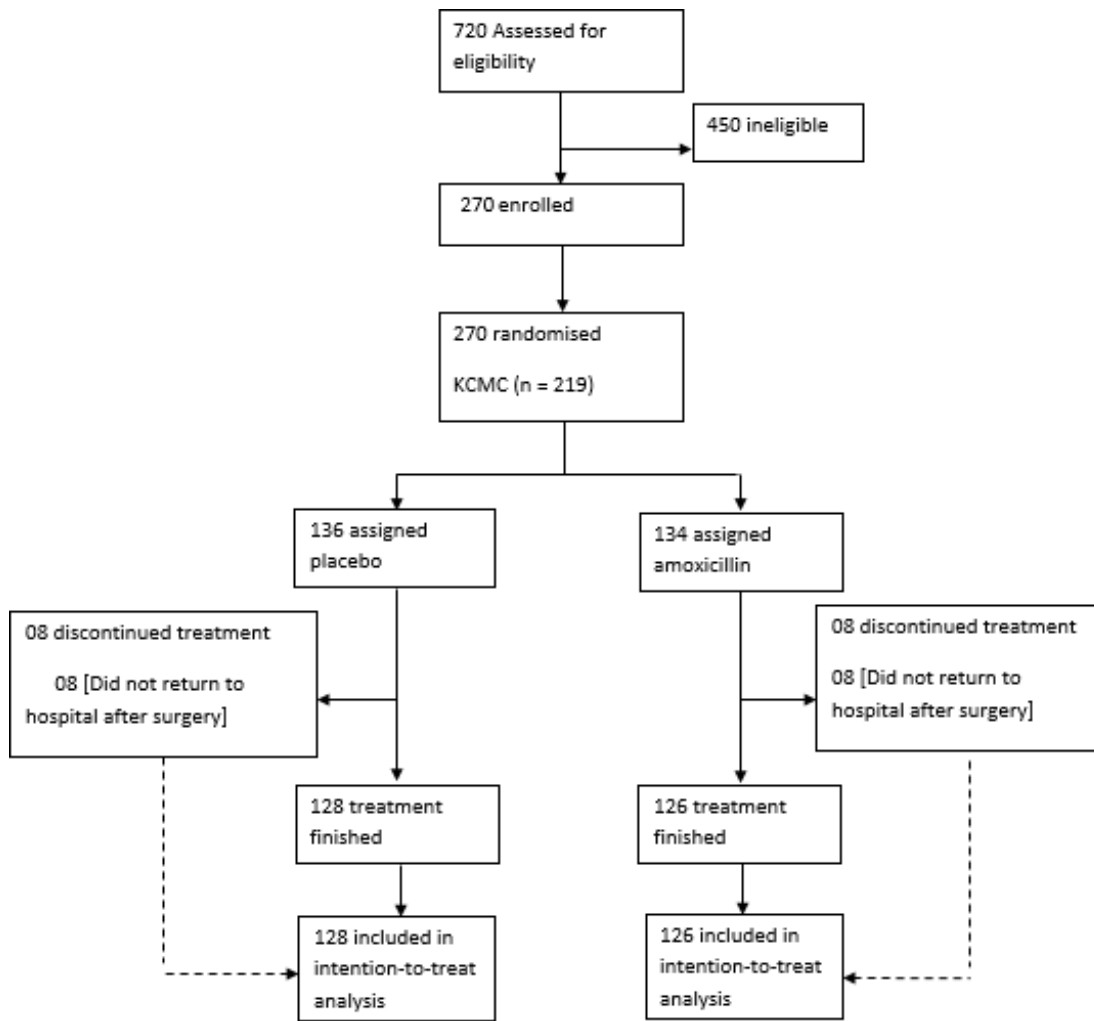 720 Assessed for
eligibility
450 ineligible
270 enrolled
270 randomised
KCMC (n = 219)
136 assigned
placebo
134 assigned
amoxicillin
08 discontinued treatment
08 [Did not return to
hospital after surgery]
08 discontinued treatment
08 [Did not return to
hospital after surgery]
128 treatment
finished
126 treatment
finished
128 included in
intention-to-treat
analysis
126 included in
intention-to-treat
analysis